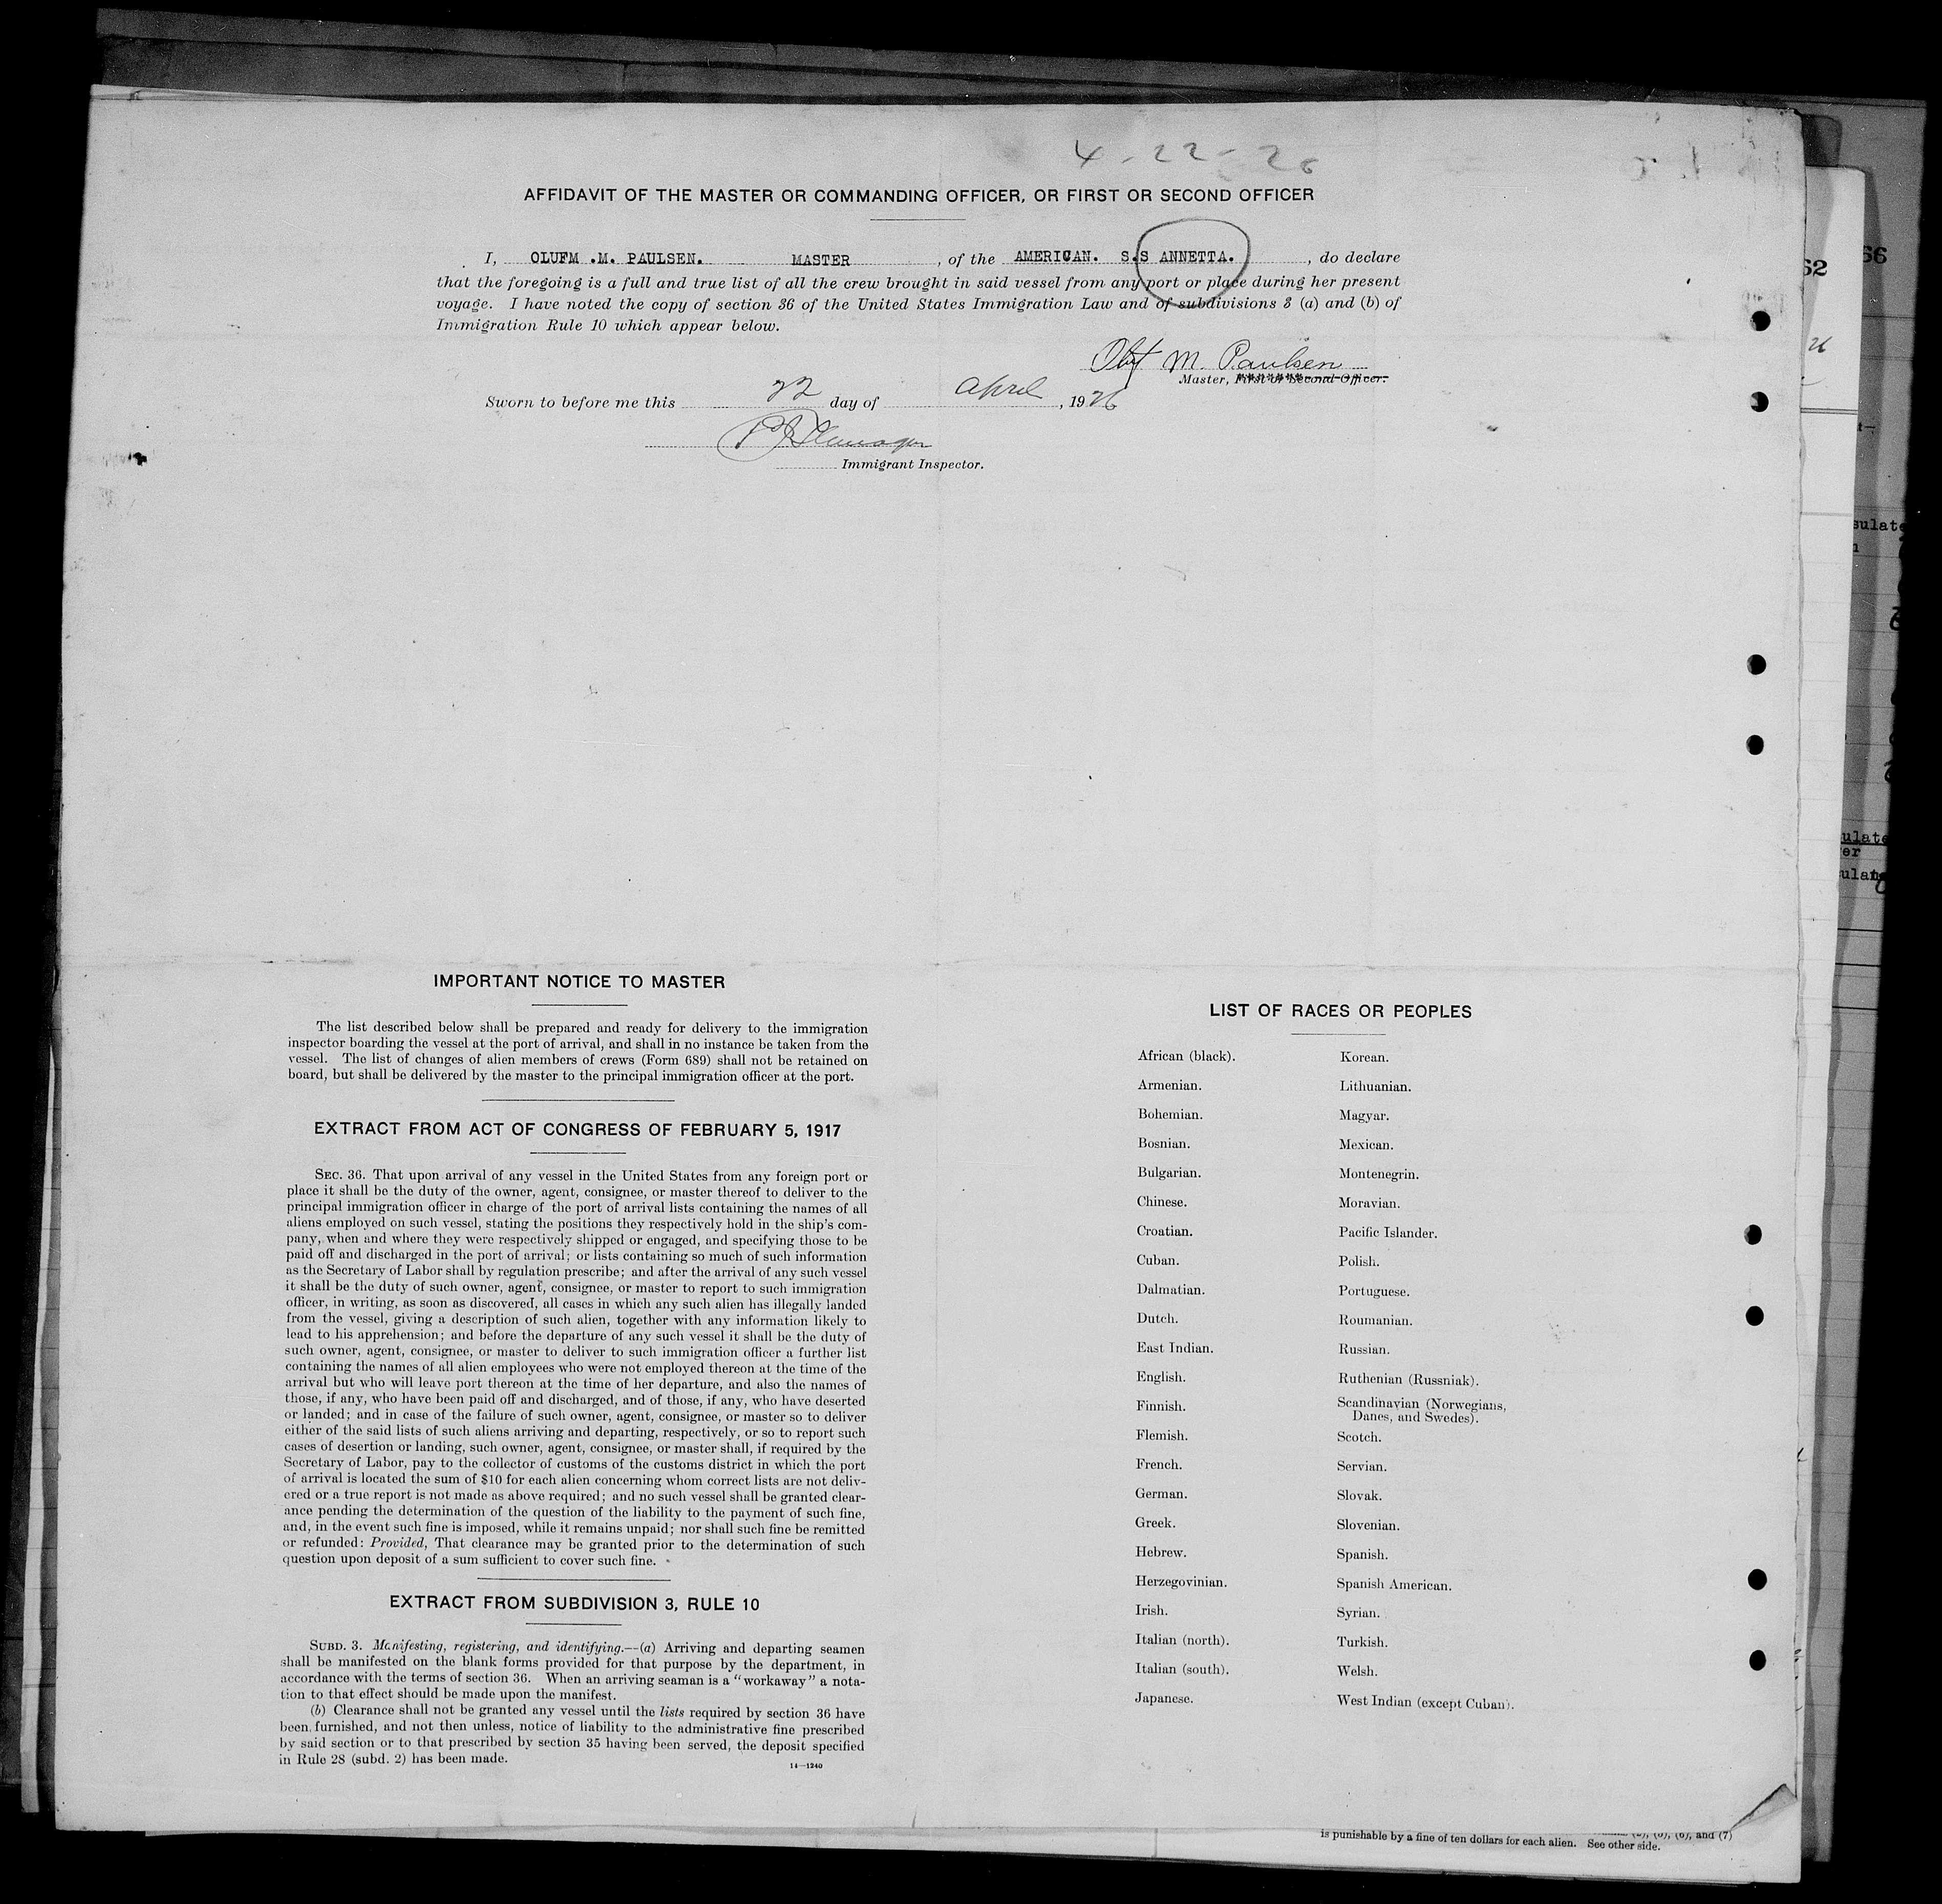 4-22-26
AFFIDAVIT OF THE MASTER OR COMMANDING OFFICER, OR FIRST OR SECOND OFFICER
I, OLUFM .M. PAULSEN. MASTER, of the AMERICAN. S.S ANNETTA., do declare
that the foregoing is a full and true list of all the crew brought in said vessel from any port or place during her present
voyage. I have noted the copy of section 36 of the United States Immigration Law and of subdivisions 3 (a) and (b) of
Immigration Rule 10 which appear below.
M. Paulsen
Master, First or Second Officer.
Sworn to before me this 22 day of April, 1926
Immigrant Inspector.
IMPORTANT NOTICE TO MASTER
The list described below shall be prepared and ready for delivery to the immigration
inspector boarding the vessel at the port of arrival, and shall in no instance be taken from the
vessel. The list of changes of alien members of crews (Form 689) shall not be retained on
board, but shall be delivered by the master to the principal immigration officer at the port.
EXTRACT FROM ACT OF CONGRESS OF FEBRUARY 5, 1917
SEC. 36. That upon arrival of any vessel in the United States from any foreign port or
place it shall be the duty of the owner, agent, consignee, or master thereof to deliver to the
principal immigration officer in charge of the port of arrival lists containing the names of all
aliens employed on such vessel, stating the positions they respectively hold in the ship's com-
pany, when and where they were respectively shipped or engaged, and specifying those to be
paid off and discharged in the port of arrival; or lists containing so much of such information
as the Secretary of Labor shall by regulation prescribe; and after the arrival of any such vessel
it shall be the duty of such owner, agent, consignee, or master to report to such immigration
officer, in writing, as soon as discovered, all cases in which any such alien has illegally landed
from the vessel, giving a description of such alien, together with any information likely to
lead to his apprehension; and before the departure of any such vessel it shall be the duty of
such owner, agent, consignee, or master to deliver to such immigration officer a further list
containing the names of all alien employees who were not employed thereon at the time of the
arrival but who will leave port thereon at the time of her departure, and also the names of
those, if any, who have been paid off and discharged, and of those, if any, who have deserted
or landed; and in case of the failure of such owner, agent, consignee, or master so to deliver
either of the said lists of such aliens arriving and departing, respectively, or so to report such
cases of desertion or landing, such owner, agent, consignee, or master shall, if required by the
Secretary of Labor, pay to the collector of customs of the customs district in which the port
of arrival is located the sum of $10 for each alien concerning whom correct lists are not deliv-
ered or a true report is not made as above required; and no such vessel shall be granted clear-
ance pending the determination of the question of the liability to the payment of such fine,
and, in the event such fine is imposed, while it remains unpaid; nor shall such fine be remitted
or refunded: Provided, That clearance may be granted prior to the determination of such
question upon deposit of a sum sufficient to cover such fine.
EXTRACT FROM SUBDIVISION 3, RULE 10
SUBD. 3. Manifesting, registering, and identifying.--(a) Arriving and departing seamen
shall be manifested on the blank forms provided for that purpose by the department, in
accordance with the terms of section 36. When an arriving seaman is a "workaway" a nota-
tion to that effect should be made upon the manifest.
(b) Clearance shall not be granted any vessel until the lists required by section 36 have
been furnished, and not then unless, notice of liability to the administrative fine prescribed
by said section or to that prescribed by section 35 having been served, the deposit specified
in Rule 28 (subd. 2) has been made.
14-1240
LIST OF RACES OR PEOPLES
African (black).
Armenian.
Bohemian.
Bosnian.
Bulgarian.
Chinese.
Croatian.
Cuban.
Dalmatian.
Dutch.
East Indian.
English.
Finnish.
Flemish.
French.
German.
Greek.
Hebrew.
Herzegovinian.
Irish.
Italian (north).
Italian (south).
Japanese.
Korean.
Lithuanian.
Magyar.
Mexican.
Montenegrin.
Moravian.
Pacific Islander.
Polish.
Portuguese.
Roumanian.
Russian.
Ruthenian (Russniak).
Scandinavian (Norwegians,
Danes, and Swedes).
Scotch.
Servian.
Slovak.
Slovenian.
Spanish.
Spanish American.
Syrian.
Turkish.
Welsh.
West Indian (except Cuban).
(6), and (7)
is punishable by a fine of ten dollars for each alien. See other side.
62
66
26